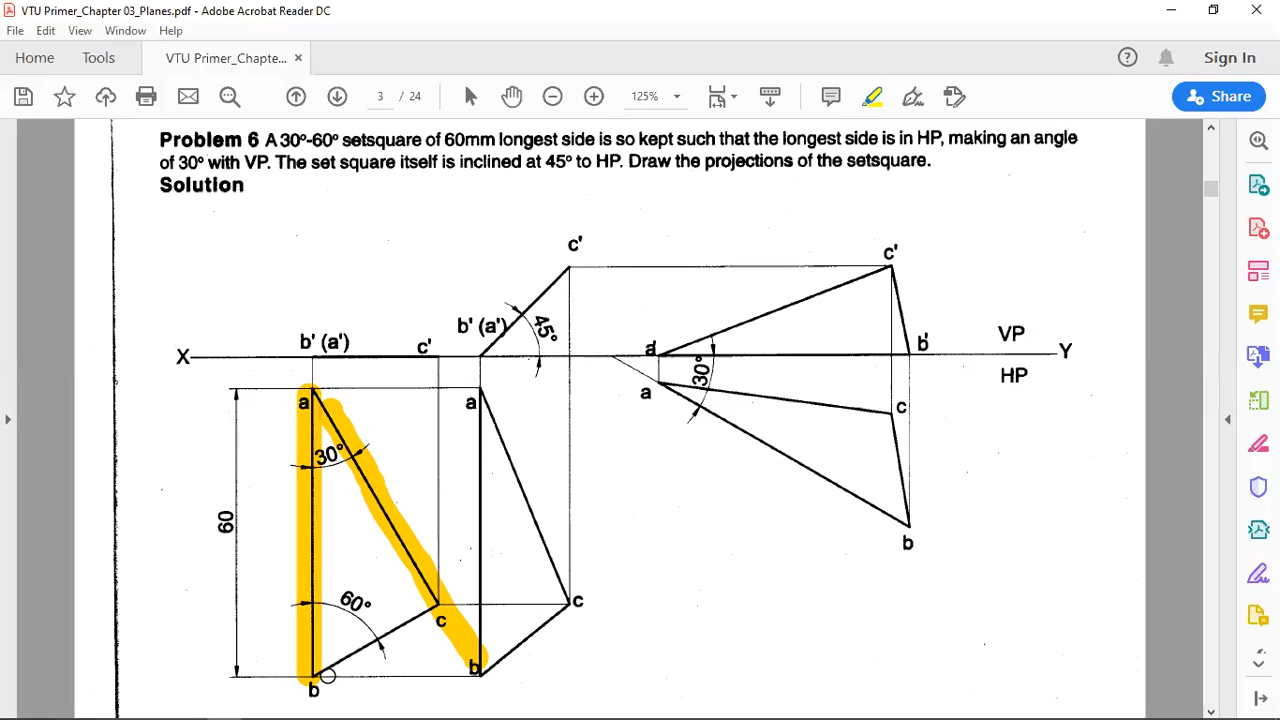 VTU Primer_Chapter 03_Planes.pdf - Adobe Acrobat Reader DC
File Edit View Window Help
Home Tools VTU Primer_Chapte... × Sign In
3 / 24 125% Share
Problem 6 A 30°-60° setsquare of 60mm longest side is so kept such that the longest side is in HP, making an angle
of 30° with VP. The set square itself is inclined at 45° to HP. Draw the projections of the setsquare.
Solution
c' c'
b' (a') 45°
b' (a') c' a' b' VP
X Y
HP
30°
a a a c
30°
60
b
60°
c c
b
b